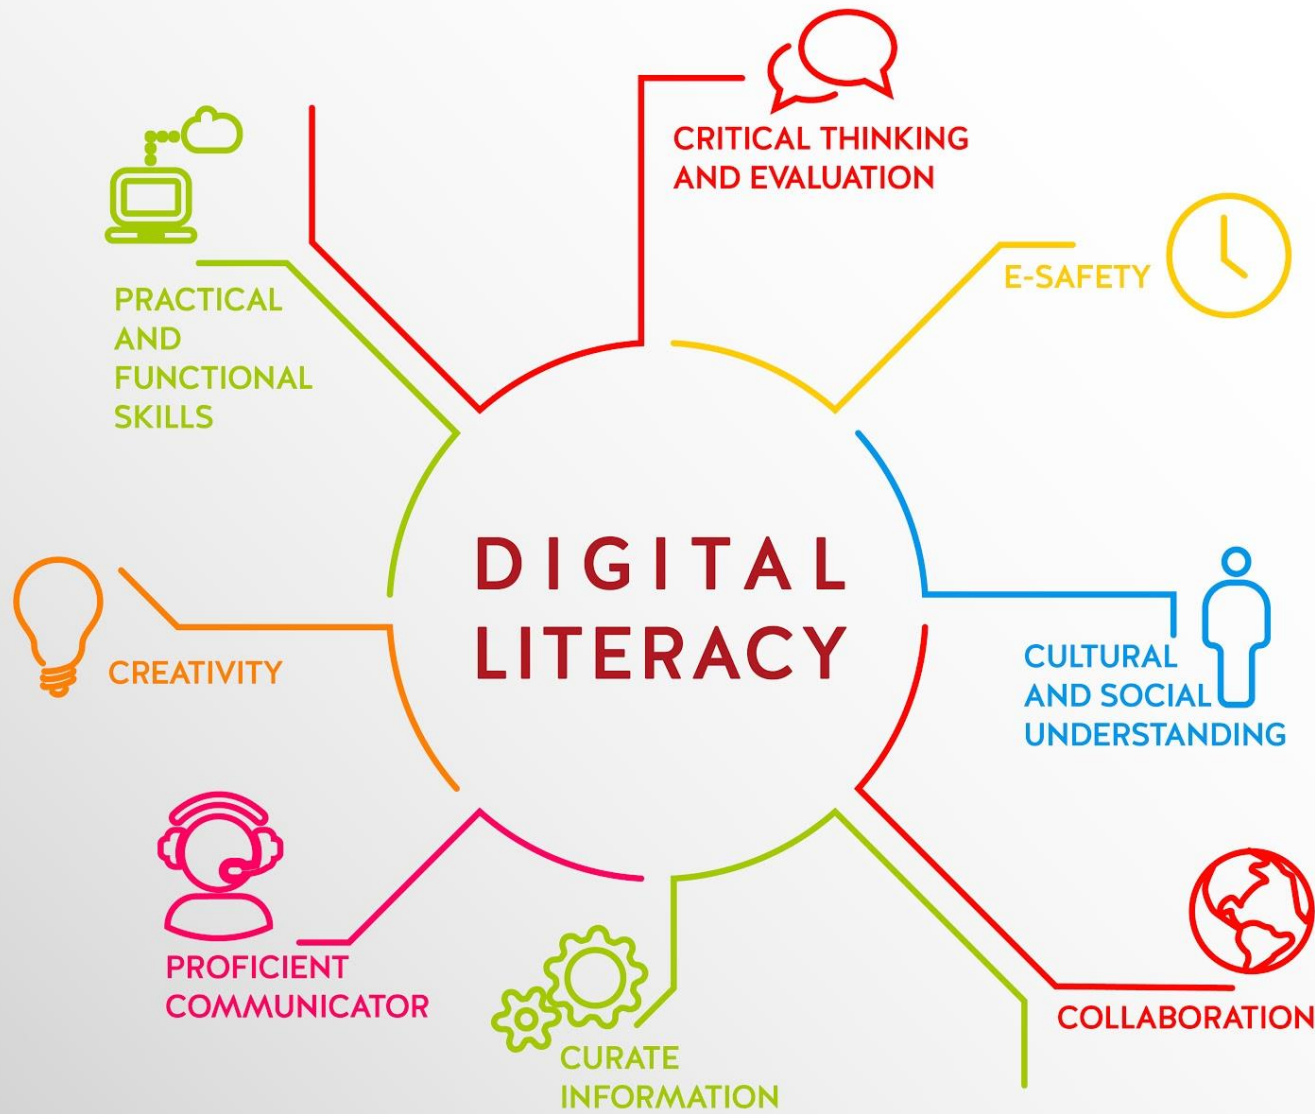 CRITICAL THINKING
AND EVALUATION
E-SAFETY
PRACTICAL
AND
FUNCTIONAL
SKILLS
DIGITAL
LITERACY
CREATIVITY
CULTURAL
AND SOCIAL
UNDERSTANDING
PROFICIENT
COMMUNICATOR
COLLABORATION
CURATE
INFORMATION